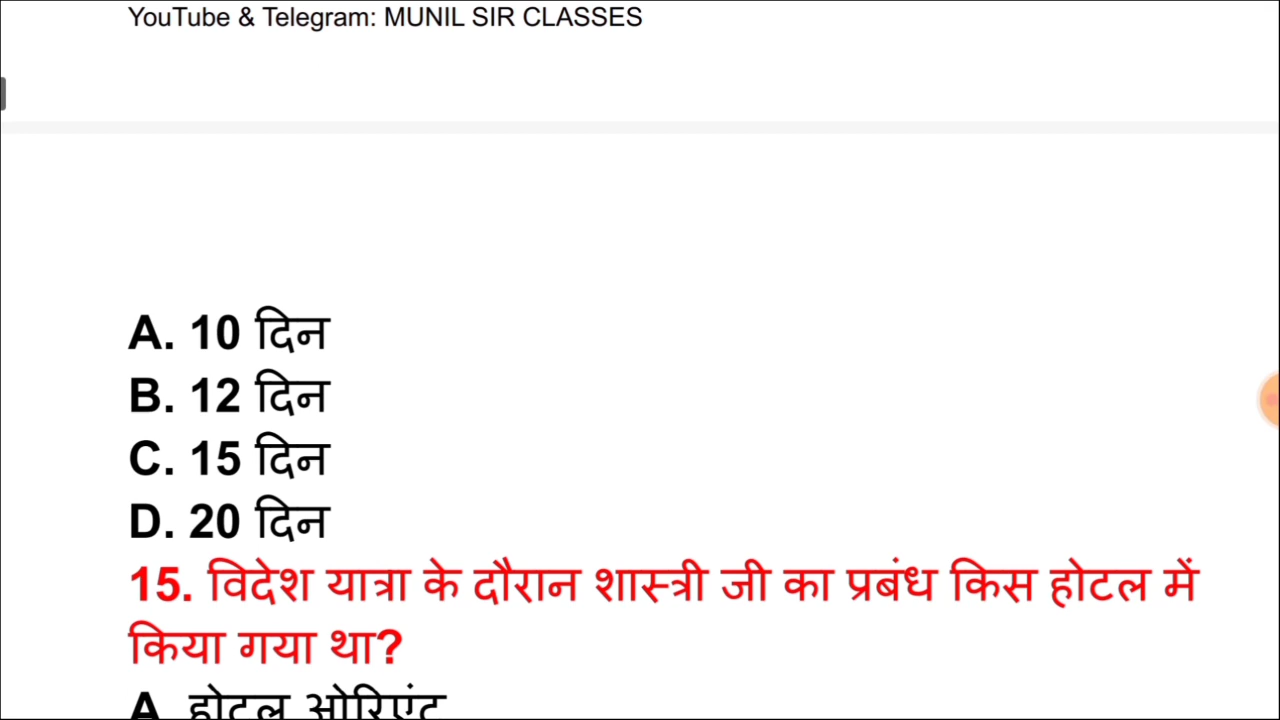 YouTube & Telegram: MUNIL SIR CLASSES
A. 10 दिन
B. 12 दिन
C. 15 दिन
D. 20 दिन
15. विदेश यात्रा के दौरान शास्त्री जी का प्रबंध किस होटल में
किया गया था?
A. होटल ओरिएंट